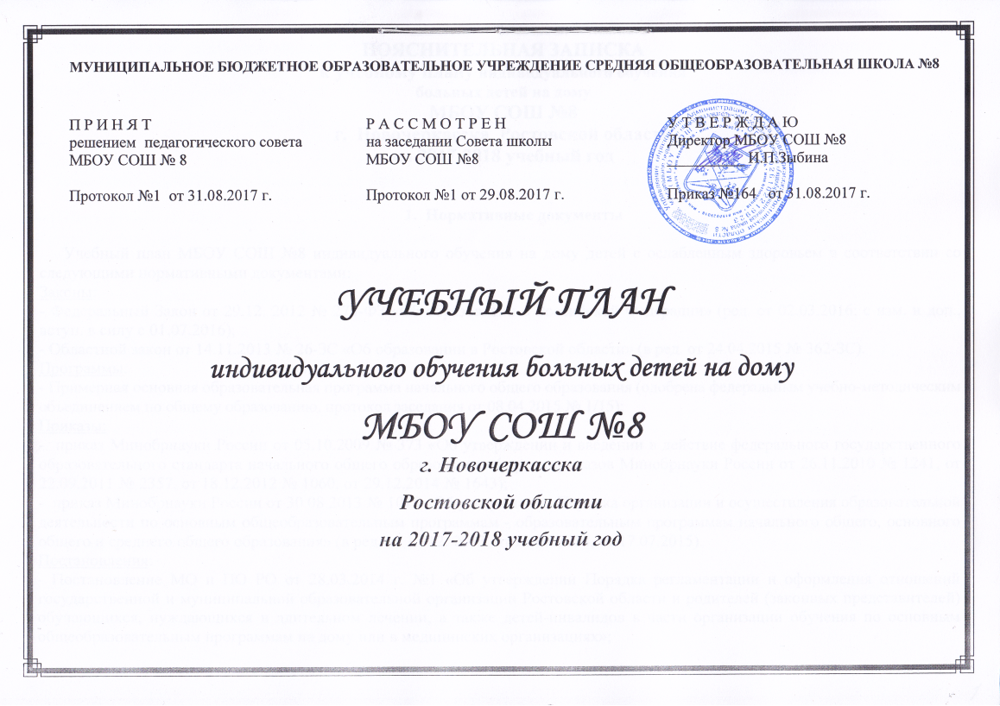 МУНИЦИПАЛЬНОЕ БЮДЖЕТНОЕ ОБРАЗОВАТЕЛЬНОЕ УЧРЕЖДЕНИЕ СРЕДНЯЯ ОБЩЕОБРАЗОВАТЕЛЬНАЯ ШКОЛА №8
П Р И Н Я Т
решением педагогического совета
МБОУ СОШ № 8
Протокол №1 от 31.08.2017 г.
Р А С С М О Т Р Е Н
на заседании Совета школы
МБОУ СОШ №8
Протокол №1 от 29.08.2017 г.
У Т В Е Р Ж Д А Ю
Директор МБОУ СОШ №8
И.П.Зыбина
Приказ №164 от 31.08.2017 г.
УЧЕБНЫЙ ПЛАН
индивидуального обучения больных детей на дому
МБОУ СОШ №8
г. Новочеркасска
Ростовской области
на 2017-2018 учебный год